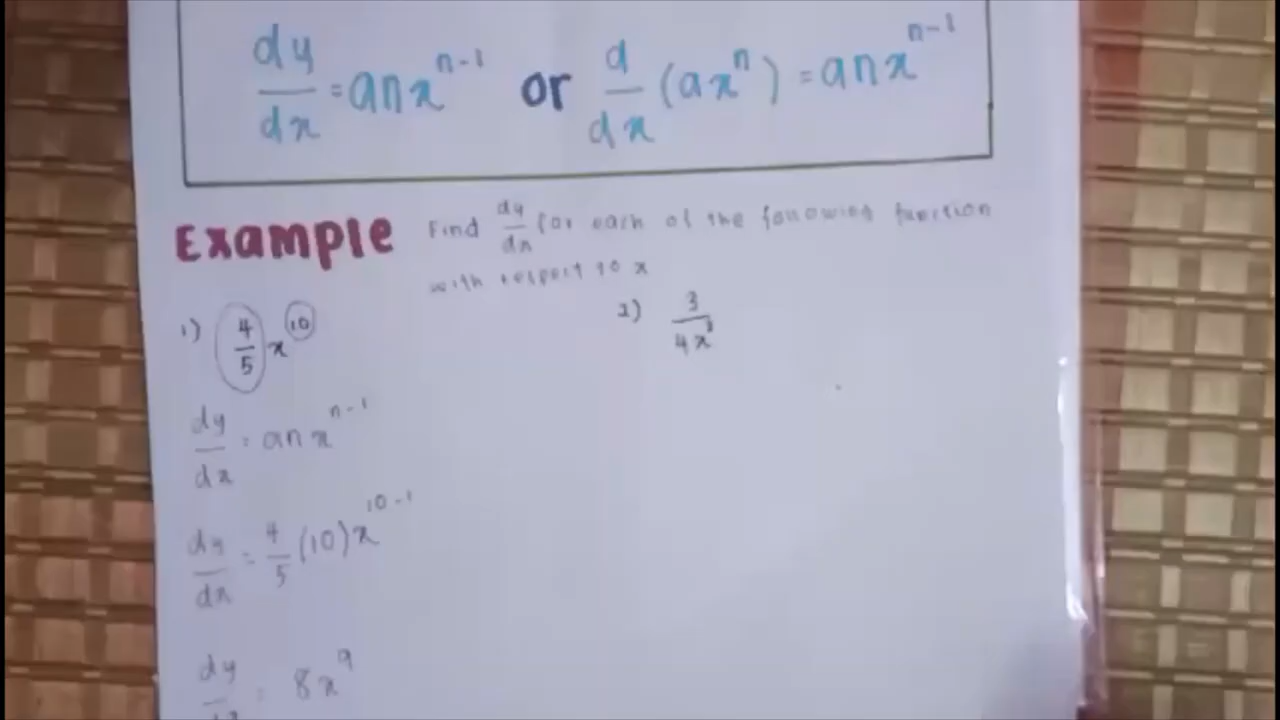 dy/dx = anx^(n-1) or d/dx (ax^n) = anx^(n-1)
Example Find dy/dx for each of the following function
with respect to x
1) 4/5 x^10
2) 3/4x
dy/dx = anx^(n-1)
dy/dx = 4/5 (10)x^(10-1)
dy/dx = 8x^9